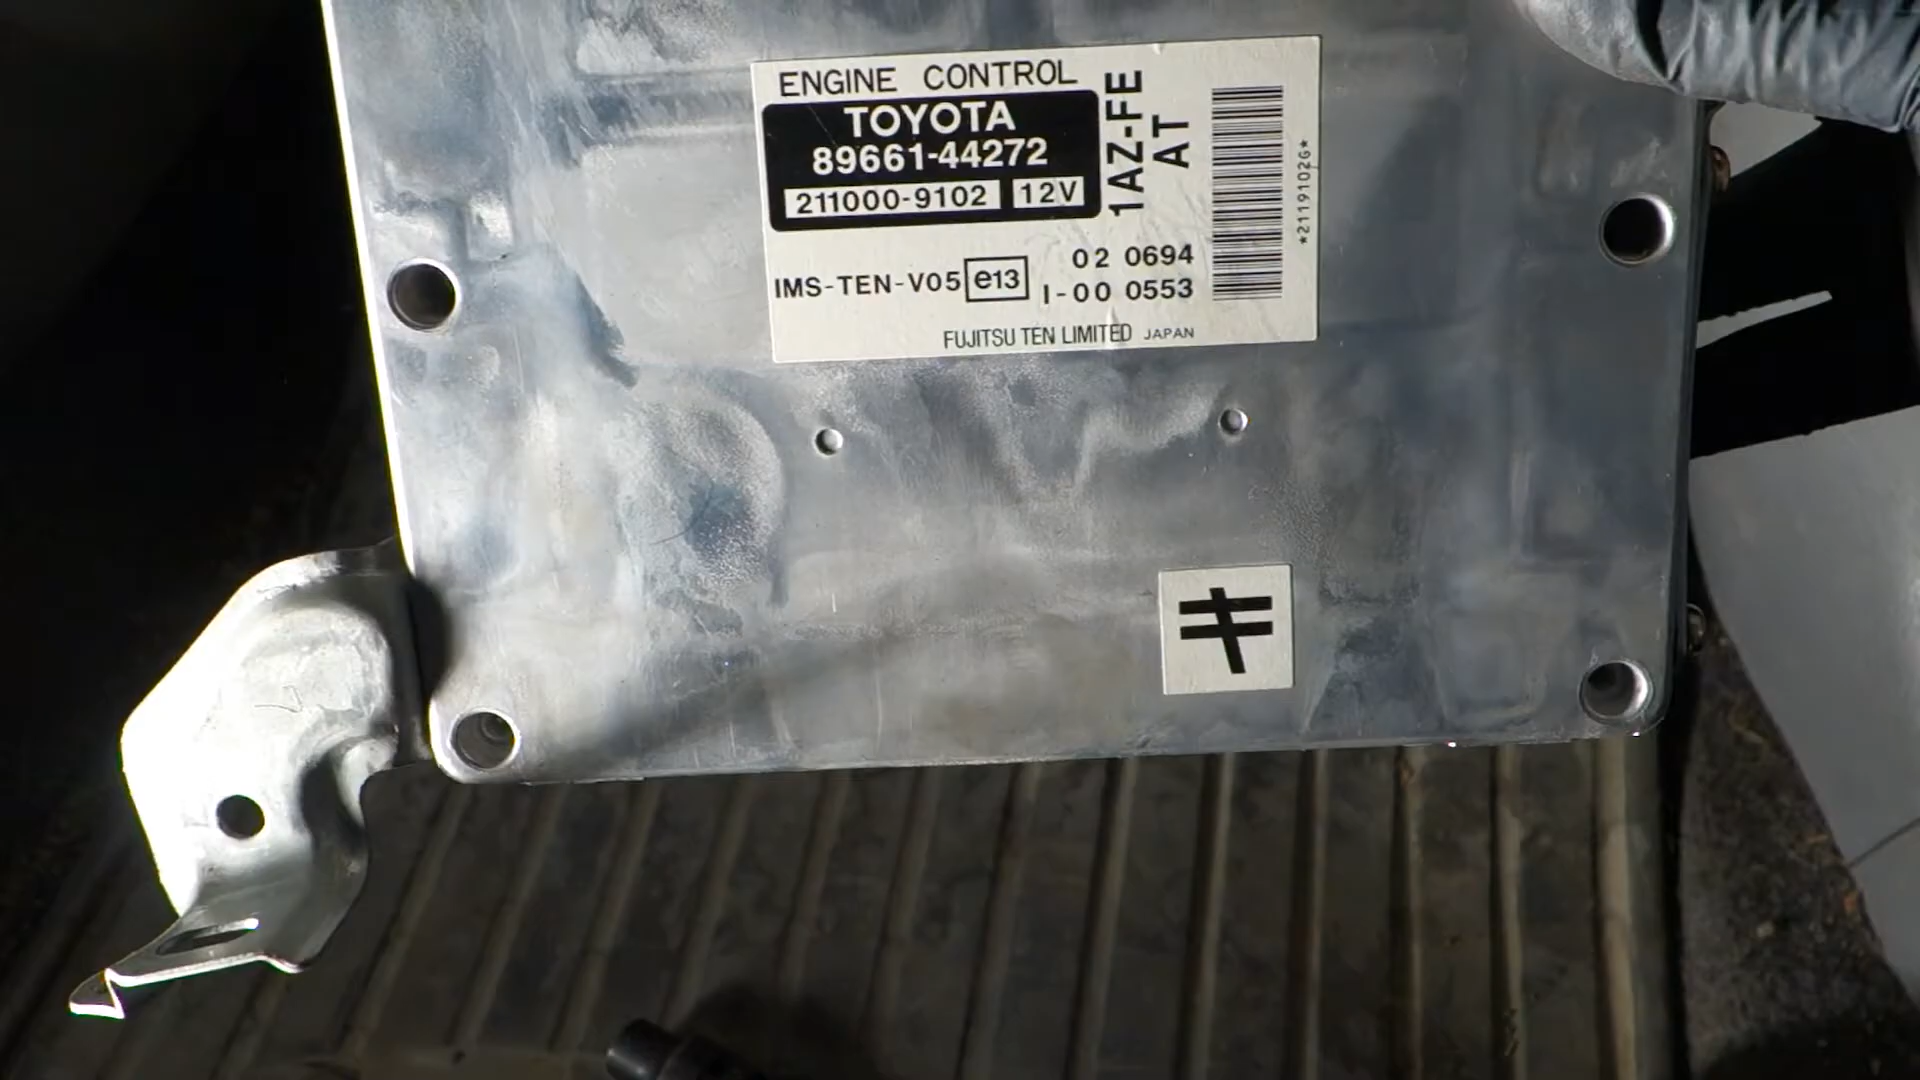 ENGINE CONTROL
TOYOTA
89661-44272
211000-9102 12V
1AZ-FE
AT
*2119102G*
IMS-TEN-V05 e13 02 0694
I-00 0553
FUJITSU TEN LIMITED JAPAN
キ